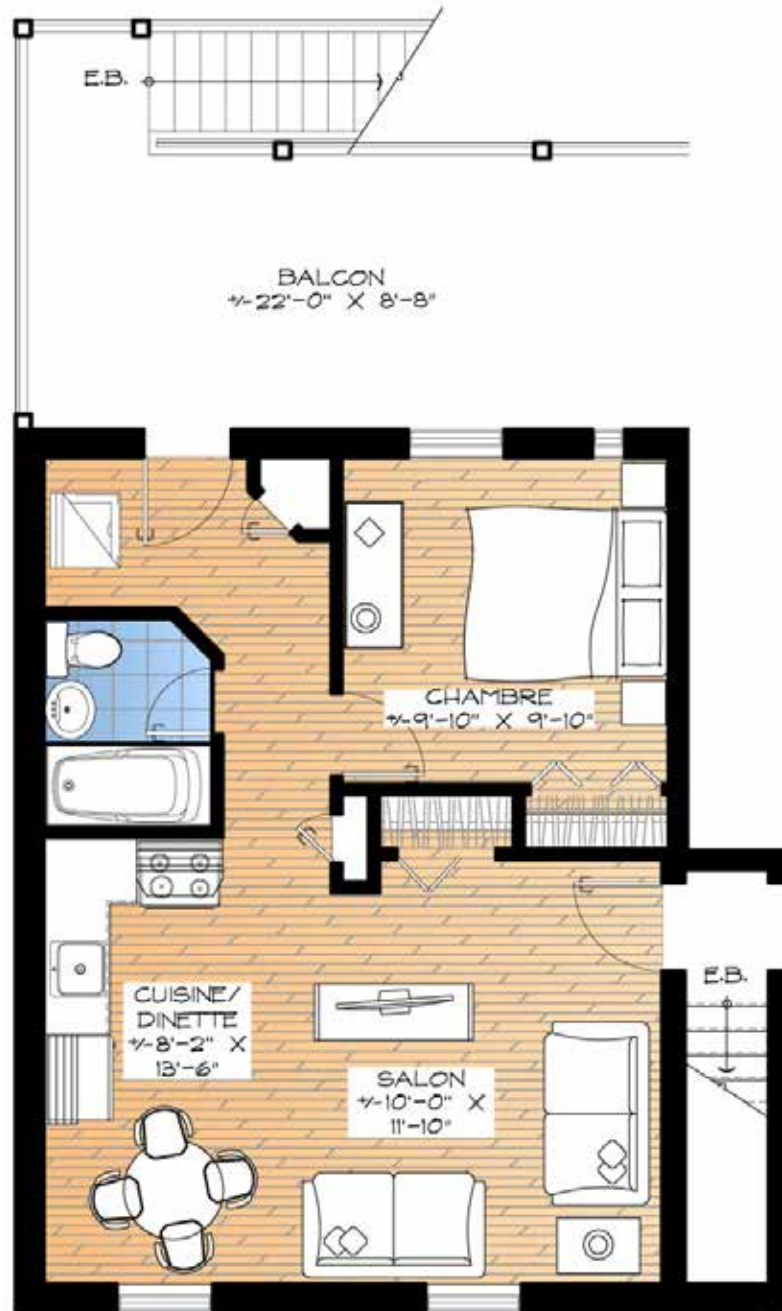 E.B.
BALCON
+/-22'-0" X 8'-8"
CHAMBRE
+/-9'-10" X 9'-10"
E.B.
CUISINE/
DINETTE
+/-8'-2" X
13'-6"
SALON
+/-10'-0" X
11'-10"